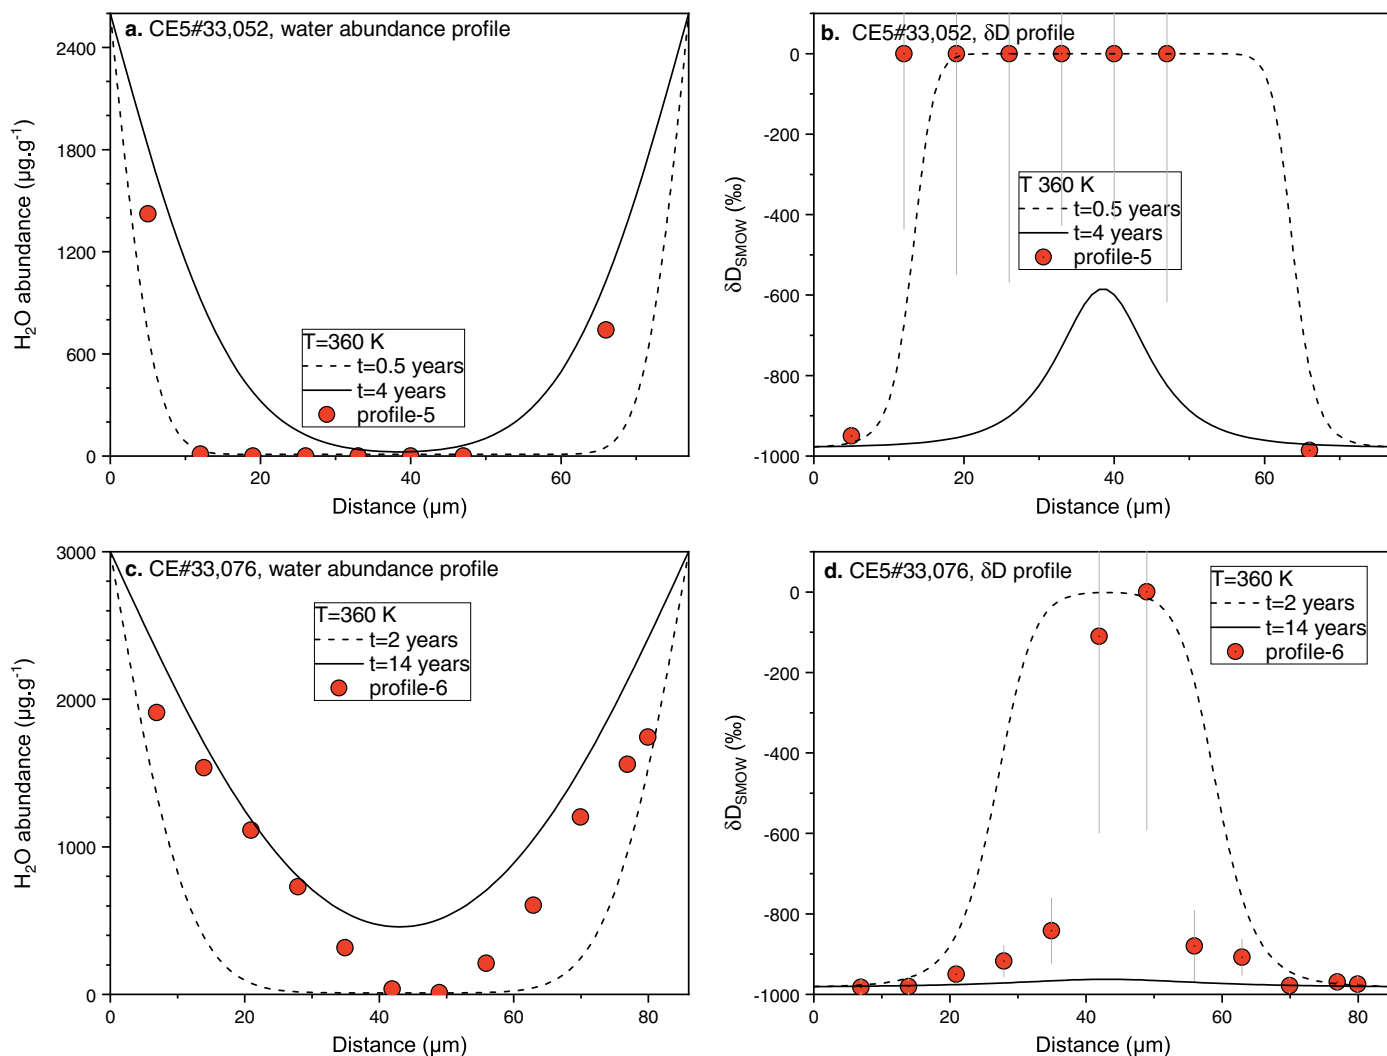 a. CE5#33,052, water abundance profile
2400
1800
1200
600
0
H₂O abundance (µg.g⁻¹)
T=360 K
t=0.5 years
t=4 years
profile-5
0 20 40 60
Distance (µm)
b. CE5#33,052, δD profile
0
-200
-400
-600
-800
-1000
δD_SMOW (‰)
T 360 K
t=0.5 years
t=4 years
profile-5
0 20 40 60
Distance (µm)
c. CE#33,076, water abundance profile
3000
2000
1000
0
H₂O abundance (µg.g⁻¹)
T=360 K
t=2 years
t=14 years
profile-6
0 20 40 60 80
Distance (µm)
d. CE5#33,076, δD profile
0
-200
-400
-600
-800
-1000
δD_SMOW (‰)
T=360 K
t=2 years
t=14 years
profile-6
0 20 40 60 80
Distance (µm)